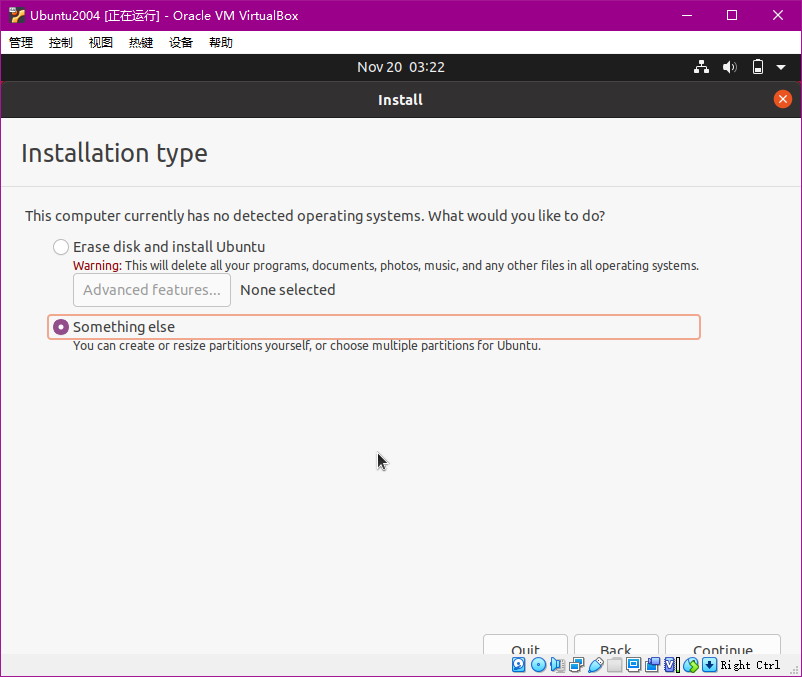 Ubuntu2004 [正在运行] - Oracle VM VirtualBox
管理 控制 视图 热键 设备 帮助
Nov 20 03:22
Install
Installation type
This computer currently has no detected operating systems. What would you like to do?
Erase disk and install Ubuntu
Warning: This will delete all your programs, documents, photos, music, and any other files in all operating systems.
Advanced features... None selected
Something else
You can create or resize partitions yourself, or choose multiple partitions for Ubuntu.
Quit Back Continue
Right Ctrl